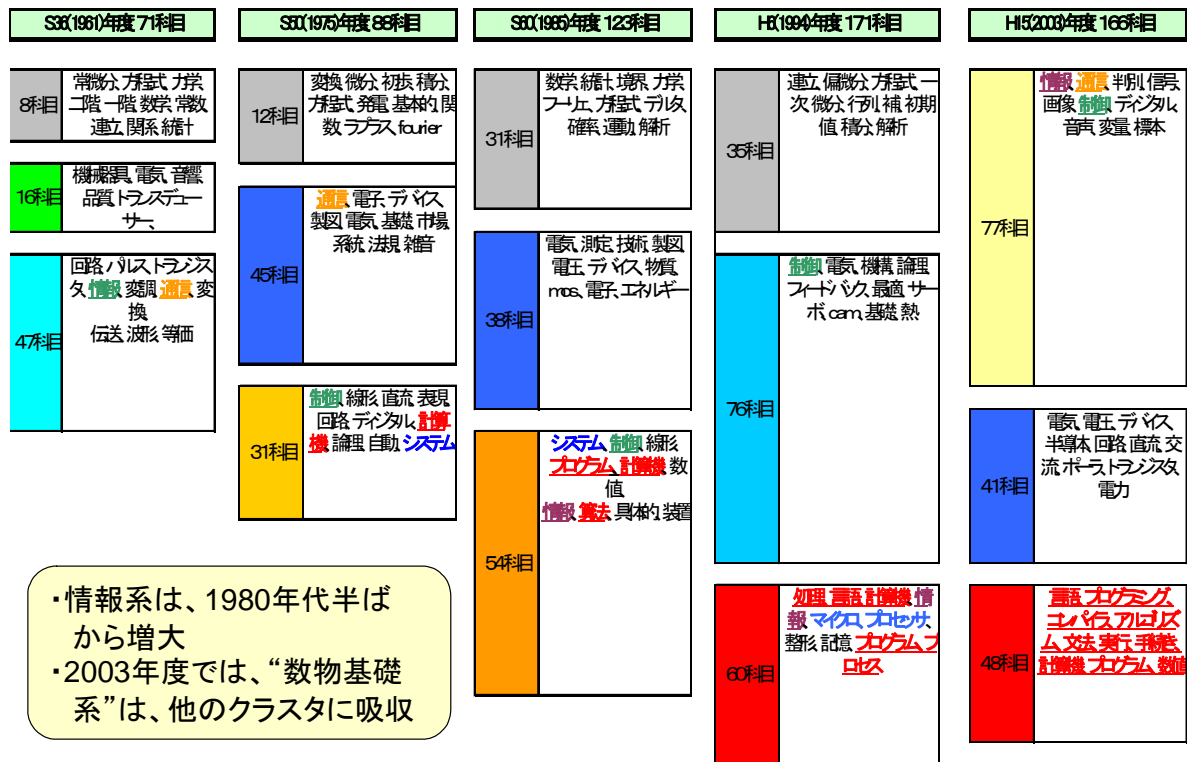 S36(1961)年度 71科目
8科目
常微分、方程式、力学、
二階、一階、数学、常数、
連立、関係、統計
16科目
機械器具、電気、音響、
品質、トランスデュー
サー、
47科目
回路、パルス、トランジス
タ、情報、変調、通信、変
換、
伝送、波形、等価
S50(1975)年度 88科目
12科目
変換、微分、初歩、積分、
方程式、発電、基本的、関
数、ラプラス、fourier
45科目
通信、電子、デバイス、
製図、電気、基礎、市場、
系統、法規、雑音
31科目
制御、線形、直流、表現、
回路、ディジタル、計算
機、論理、自動、システム
S60(1985)年度 123科目
31科目
数学、統計、境界、力学、
フーリエ、方程式、デルタ、
確率、運動、解析
38科目
電気、測定、技術、製図、
電圧、デバイス、物質、
mos、電子、エネルギー
54科目
システム、制御、線形、
プログラム、計算機、数
値、
情報、算法、具体的、装置
H6(1994)年度 171科目
35科目
連立、偏微分、方程式、一
次、微分、行列、補、初期
値、積分、解析
76科目
制御、電気、機構、論理、
フィードバック、最適、サー
ボ、cam、基礎、熱
60科目
処理、言語、計算機、情
報、マイクロ、プロセッサ、
整形、記憶、プログラム、プ
ロセス、
H15(2003)年度 166科目
77科目
情報、通信、判別、信号、
画像、制御、ディジタル、
音声、変量、標本
41科目
電気、電圧、デバイス、
半導体、回路、直流、交
流、ポーラ、トランジスタ、
電力
48科目
言語、プログラミング、
コンパイラ、アルゴリズ
ム、文法、実行、手続き、
計算機、プログラム、数値
・情報系は、1980年代半ば
から増大
・2003年度では、“数物基礎
系”は、他のクラスタに吸収